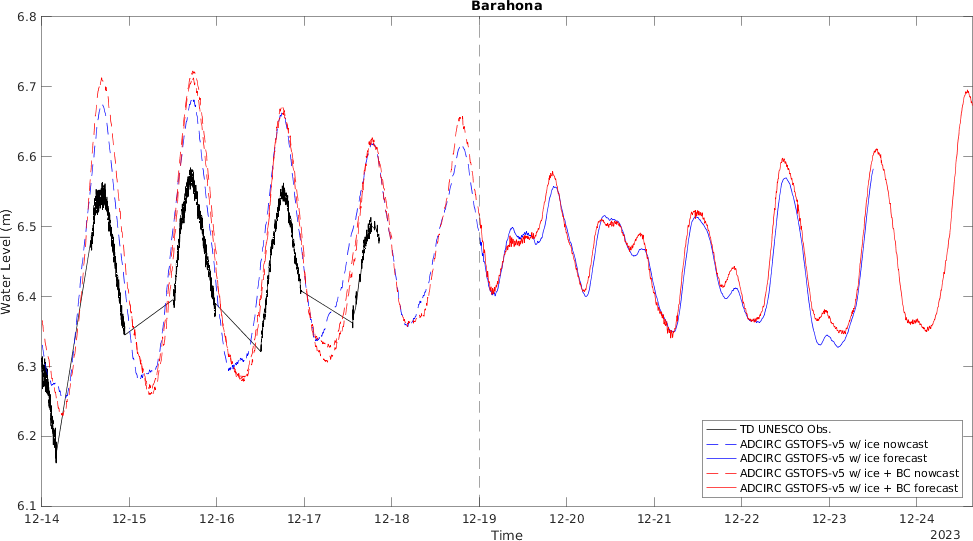 Barahona
6.8
6.7
6.6
6.5
6.4
6.3
6.2
6.1
Water Level (m)
TD UNESCO Obs.
ADCIRC GSTOFS-v5 w/ ice nowcast
ADCIRC GSTOFS-v5 w/ ice forecast
ADCIRC GSTOFS-v5 w/ ice + BC nowcast
ADCIRC GSTOFS-v5 w/ ice + BC forecast
12-14 12-15 12-16 12-17 12-18 12-19 12-20 12-21 12-22 12-23 12-24
Time
2023